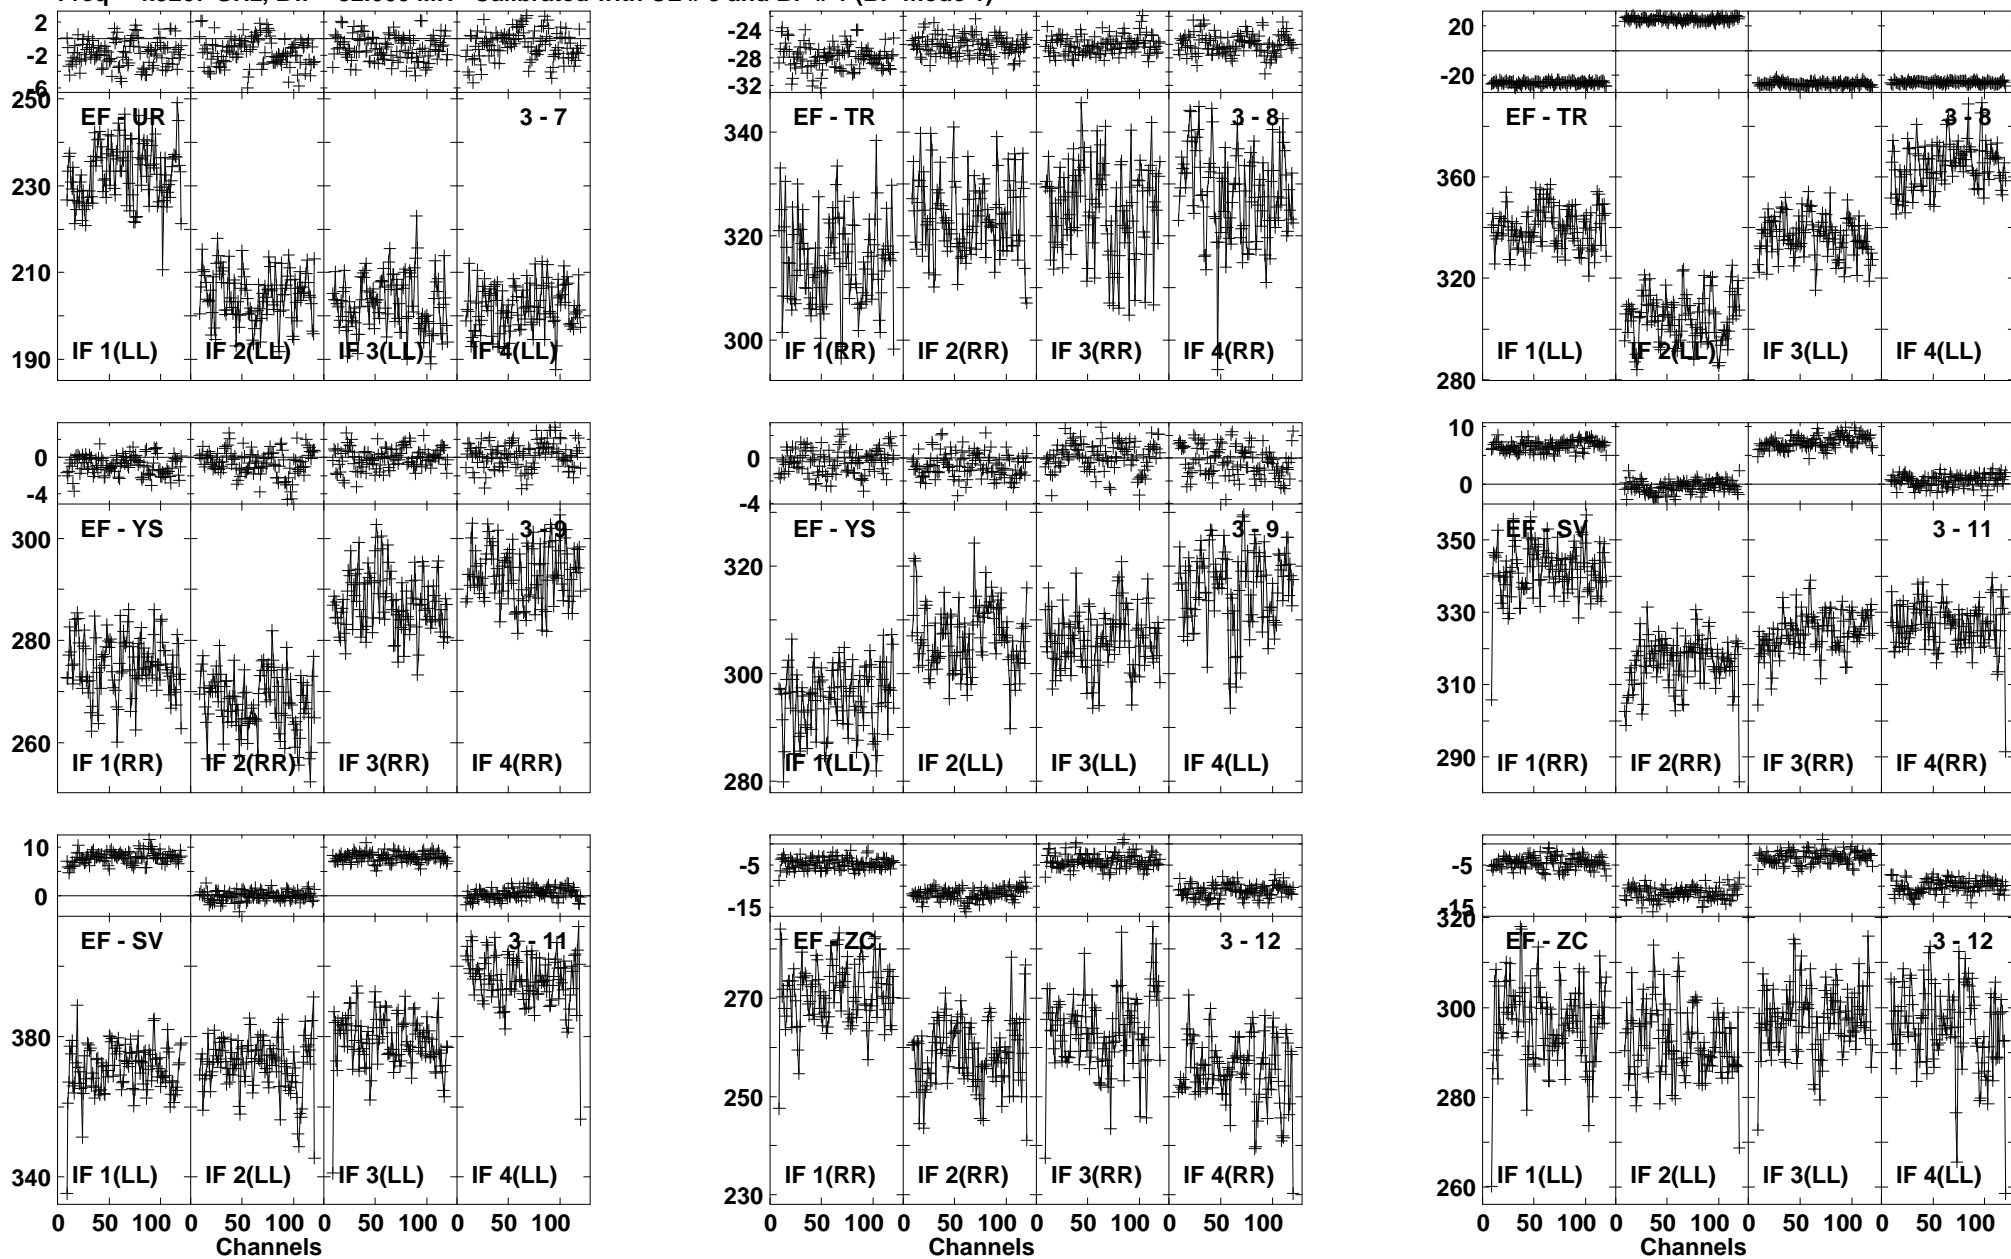 2
-2
-6
250
230
210
190
EF - UR
3 - 7
IF 1(LL)
IF 2(LL)
IF 3(LL)
IF 4(LL)
-24
-28
-32
340
320
300
EF - TR
3 - 8
IF 1(RR)
IF 2(RR)
IF 3(RR)
IF 4(RR)
20
-20
360
320
280
EF - TR
3 - 8
IF 1(LL)
IF 2(LL)
IF 3(LL)
IF 4(LL)
0
-4
300
280
260
EF - YS
3 - 9
IF 1(RR)
IF 2(RR)
IF 3(RR)
IF 4(RR)
0
-4
320
300
280
EF - YS
3 - 9
IF 1(LL)
IF 2(LL)
IF 3(LL)
IF 4(LL)
10
0
350
330
310
290
EF - SV
3 - 11
IF 1(RR)
IF 2(RR)
IF 3(RR)
IF 4(RR)
10
0
380
340
EF - SV
3 - 11
IF 1(LL)
IF 2(LL)
IF 3(LL)
IF 4(LL)
0 50 100 0 50 100 0 50 100 0 50 100
Channels
-5
-15
270
250
230
EF - ZC
3 - 12
IF 1(RR)
IF 2(RR)
IF 3(RR)
IF 4(RR)
0 50 100 0 50 100 0 50 100 0 50 100
Channels
-5
-15
320
300
280
260
EF - ZC
3 - 12
IF 1(LL)
IF 2(LL)
IF 3(LL)
IF 4(LL)
0 50 100 0 50 100 0 50 100 0 50 100
Channels